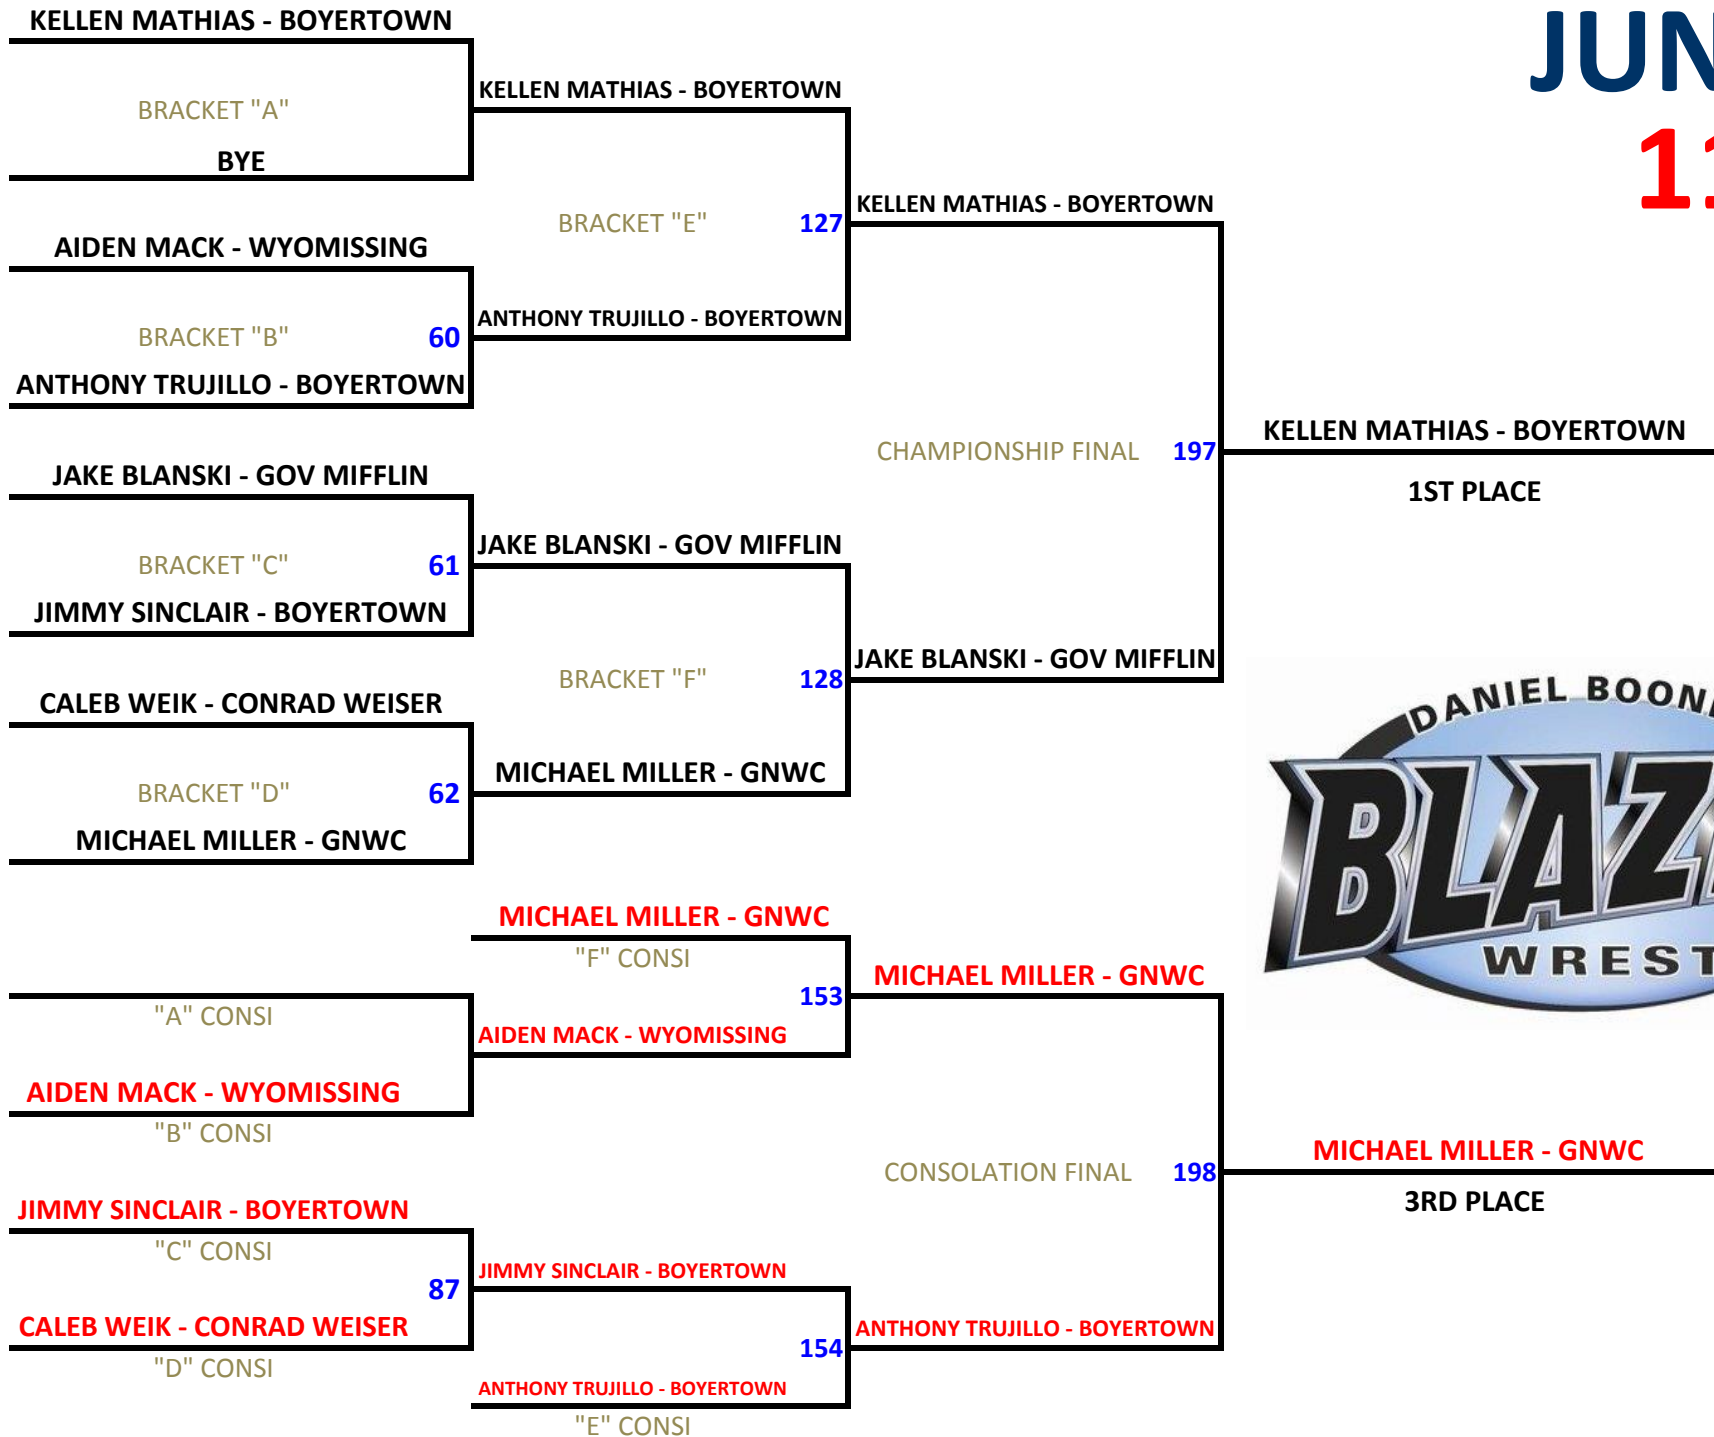 KELLEN MATHIAS - BOYERTOWN
BRACKET "A"
BYE
KELLEN MATHIAS - BOYERTOWN
AIDEN MACK - WYOMISSING
BRACKET "B" 60
ANTHONY TRUJILLO - BOYERTOWN
BRACKET "E" 127
ANTHONY TRUJILLO - BOYERTOWN
KELLEN MATHIAS - BOYERTOWN
JAKE BLANSKI - GOV MIFFLIN
BRACKET "C" 61
JIMMY SINCLAIR - BOYERTOWN
JAKE BLANSKI - GOV MIFFLIN
CALEB WEIK - CONRAD WEISER
BRACKET "D" 62
MICHAEL MILLER - GNWC
BRACKET "F" 128
MICHAEL MILLER - GNWC
JAKE BLANSKI - GOV MIFFLIN
CHAMPIONSHIP FINAL 197
KELLEN MATHIAS - BOYERTOWN
1ST PLACE
JUN
11
DANIEL BOON
BLAZ
WREST
MICHAEL MILLER - GNWC
"F" CONSI
"A" CONSI
153
AIDEN MACK - WYOMISSING
AIDEN MACK - WYOMISSING
"B" CONSI
MICHAEL MILLER - GNWC
JIMMY SINCLAIR - BOYERTOWN
"C" CONSI
87
CALEB WEIK - CONRAD WEISER
"D" CONSI
JIMMY SINCLAIR - BOYERTOWN
154
ANTHONY TRUJILLO - BOYERTOWN
"E" CONSI
ANTHONY TRUJILLO - BOYERTOWN
CONSOLATION FINAL 198
MICHAEL MILLER - GNWC
3RD PLACE